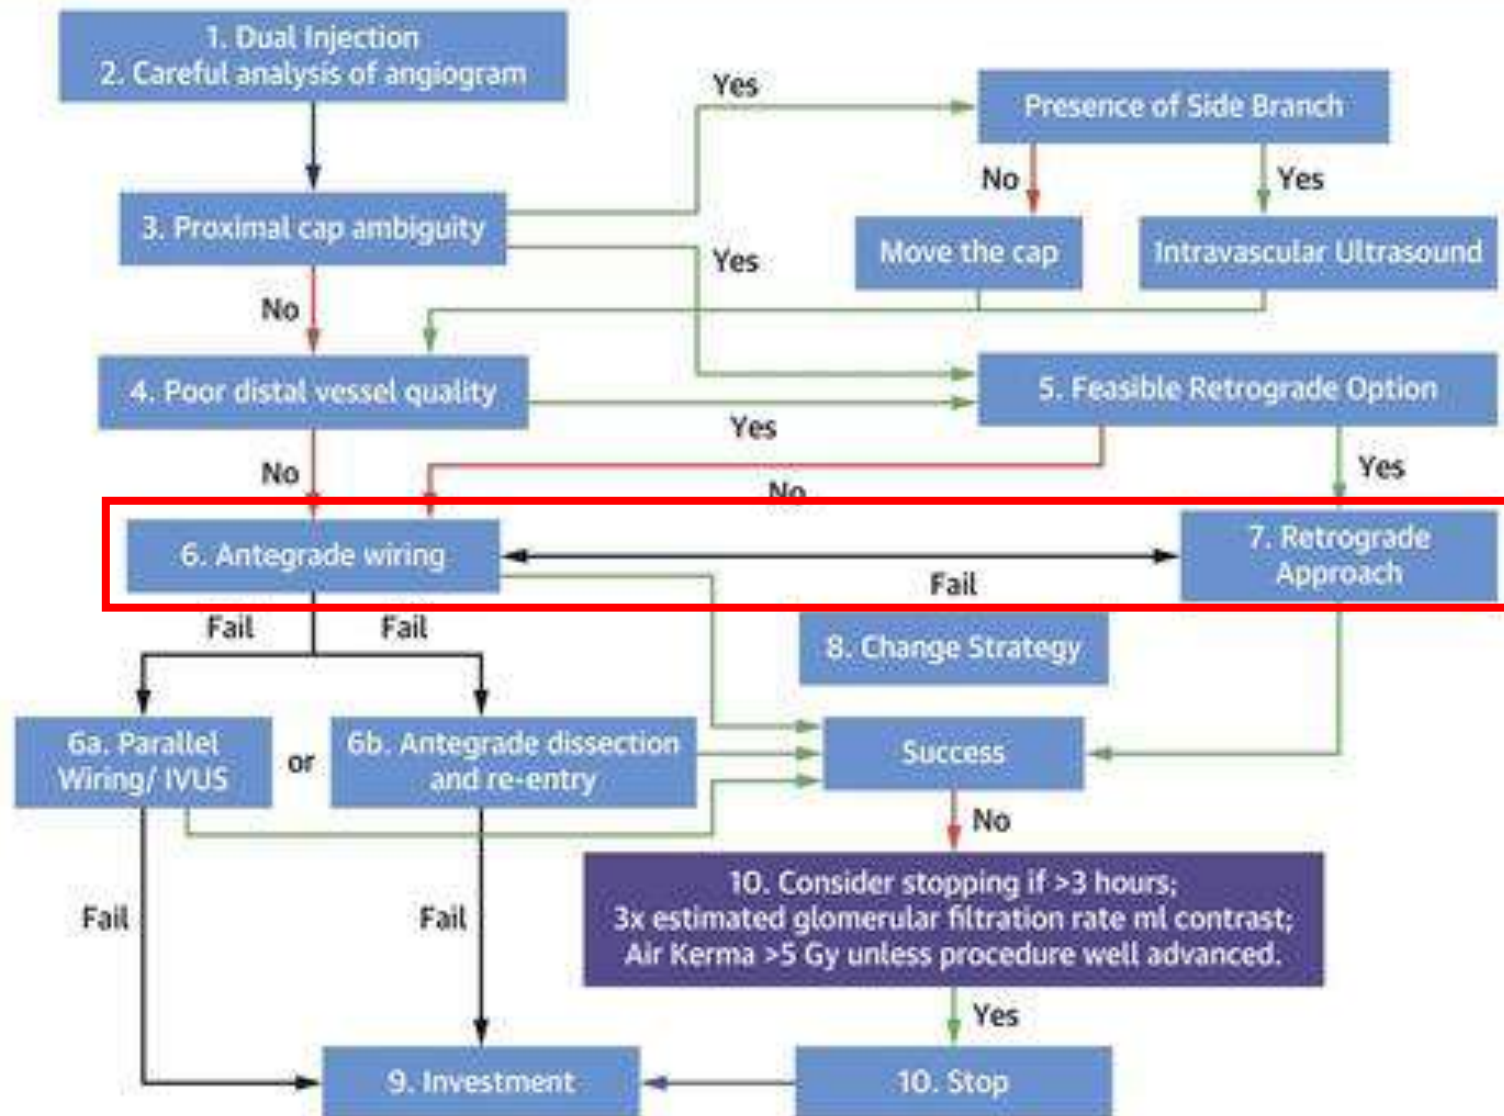 1. Dual Injection
2. Careful analysis of angiogram
Yes
Presence of Side Branch
No
Yes
3. Proximal cap ambiguity
Move the cap
Intravascular Ultrasound
Yes
No
4. Poor distal vessel quality
5. Feasible Retrograde Option
Yes
No
Yes
No
6. Antegrade wiring
7. Retrograde
Approach
Fail
Fail
Fail
8. Change Strategy
6a. Parallel
Wiring/ IVUS
or
6b. Antegrade dissection
and re-entry
Success
No
10. Consider stopping if >3 hours;
3x estimated glomerular filtration rate ml contrast;
Air Kerma >5 Gy unless procedure well advanced.
Fail
Fail
Yes
9. Investment
10. Stop